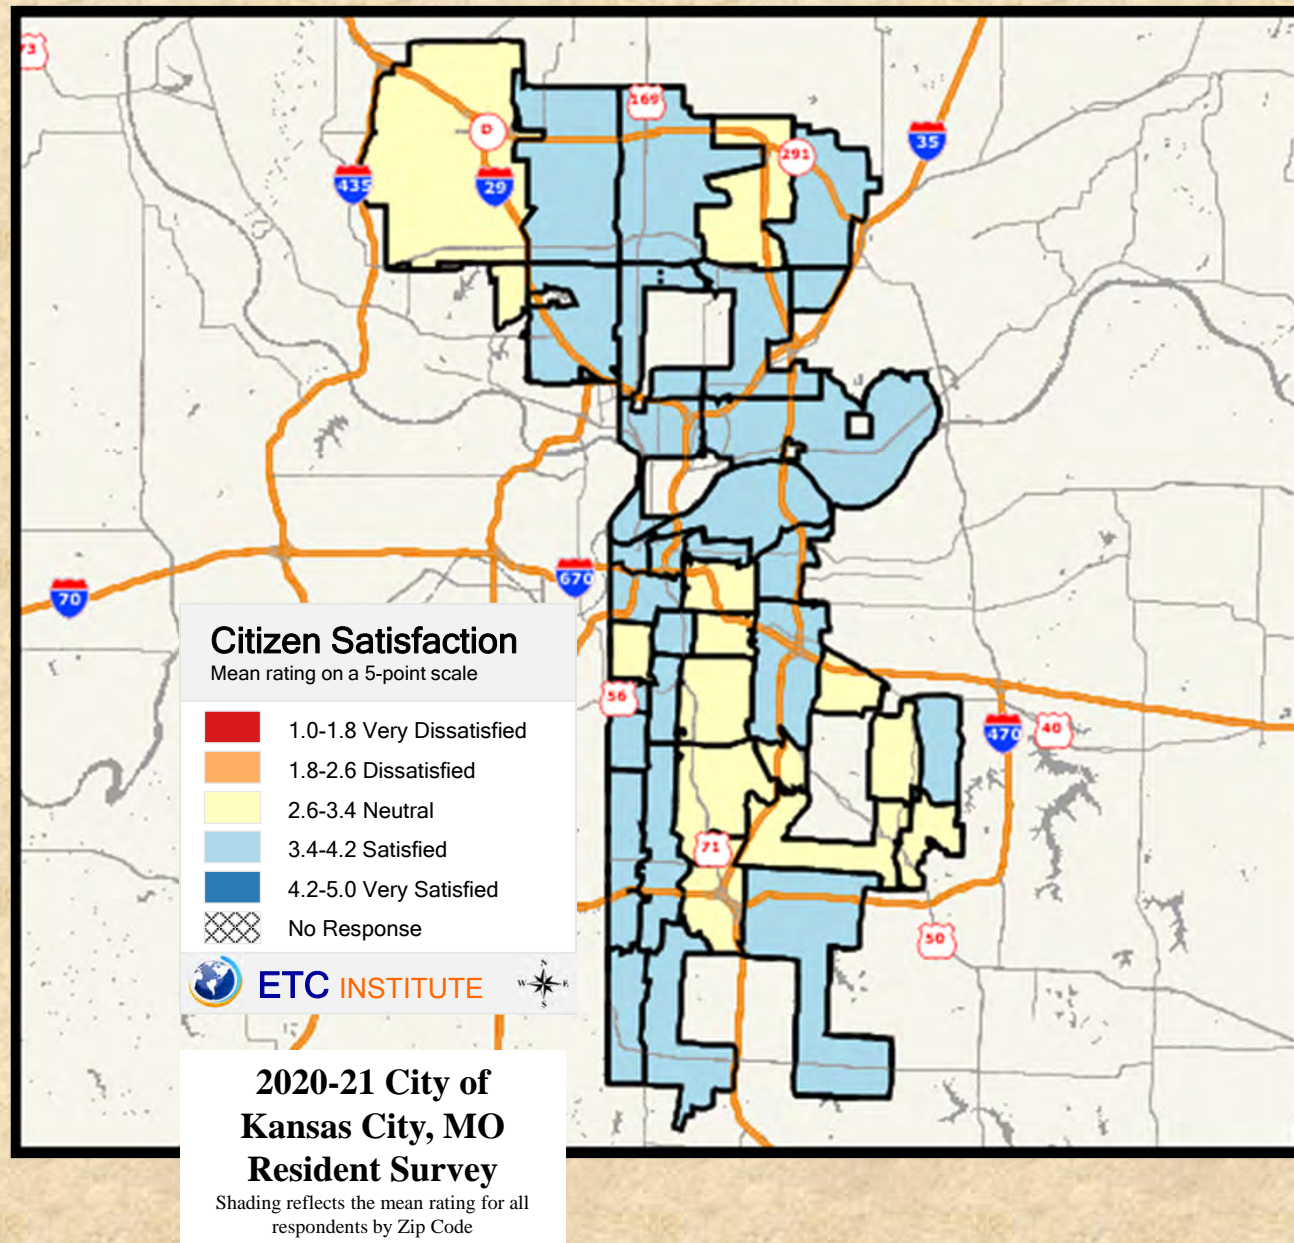 73
169
D
291
35
435
29
70
670
56
40
470
71
50
Citizen Satisfaction
Mean rating on a 5-point scale
1.0-1.8 Very Dissatisfied
1.8-2.6 Dissatisfied
2.6-3.4 Neutral
3.4-4.2 Satisfied
4.2-5.0 Very Satisfied
No Response
ETC INSTITUTE
N
W E
S
2020-21 City of
Kansas City, MO
Resident Survey
Shading reflects the mean rating for all
respondents by Zip Code